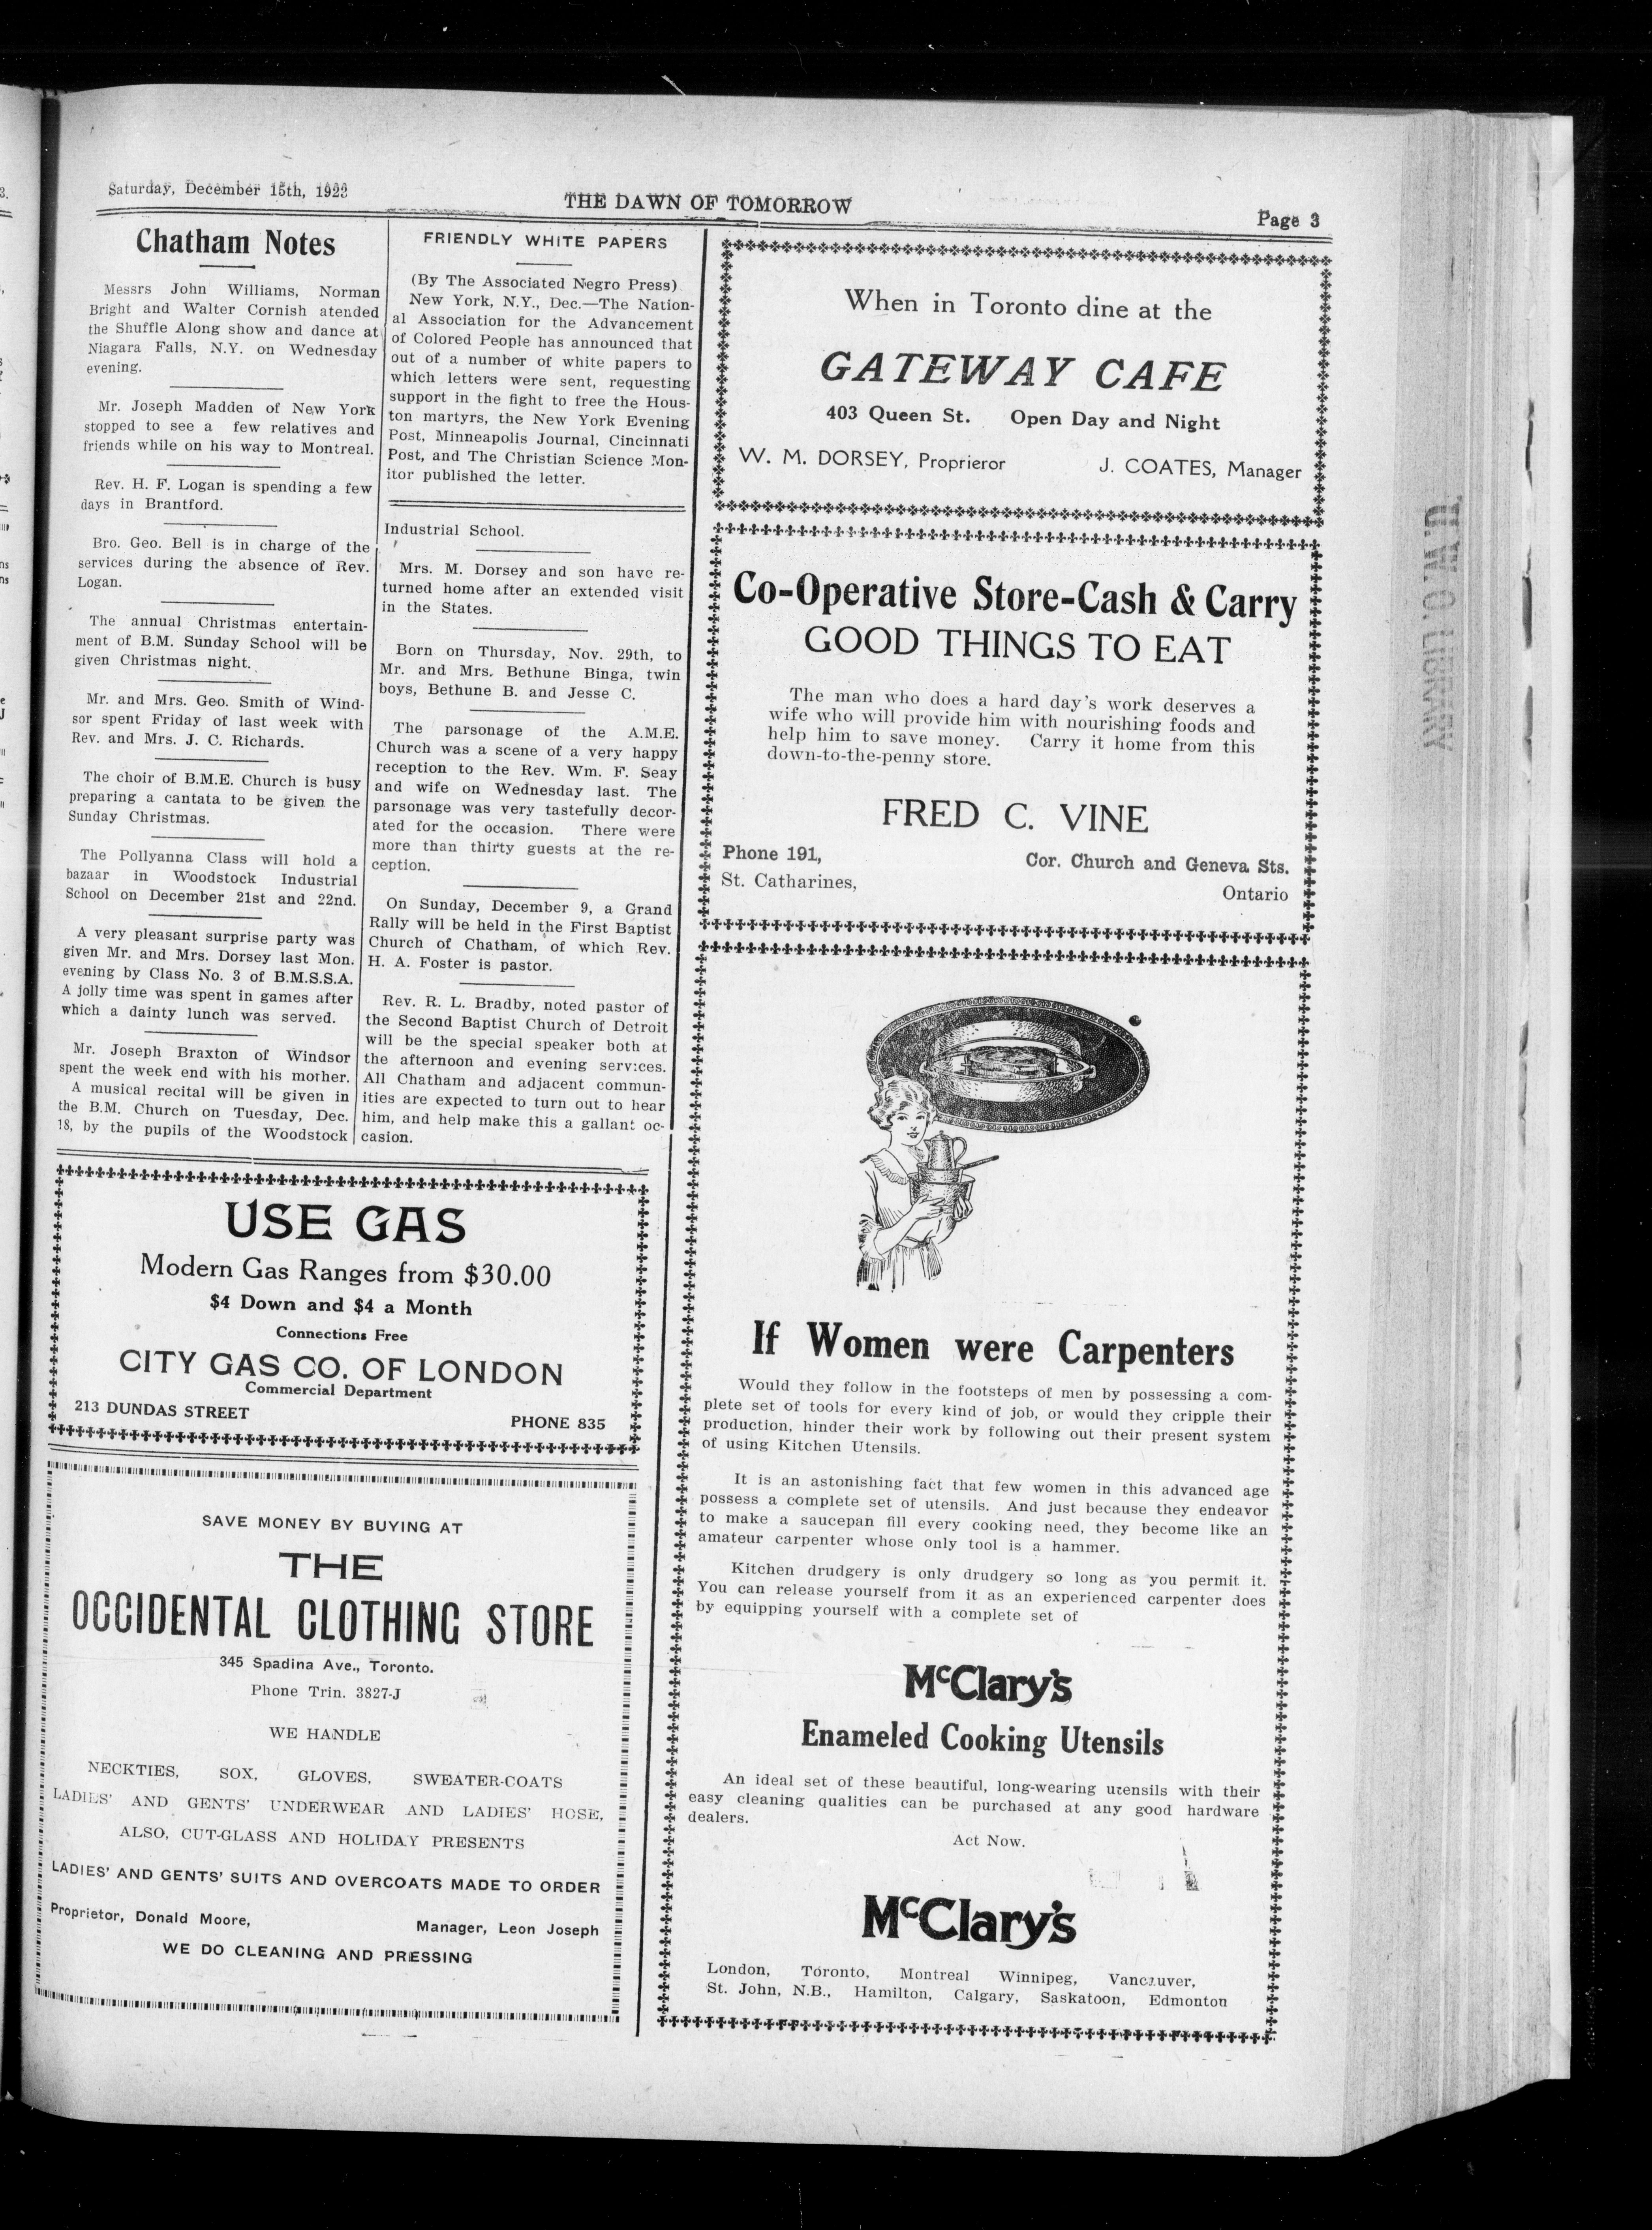 Saturday, December 15th, 1923
THE DAWN OF TOMORROW
Page 3
Chatham Notes
Messrs John Williams, Norman
Bright and Walter Cornish atended
the Shuffle Along show and dance at
Niagara Falls, N.Y. on Wednesday
evening.
Mr. Joseph Madden of New York
stopped to see a few relatives and
friends while on his way to Montreal.
Rev. H. F. Logan is spending a few
days in Brantford.
Bro. Geo. Bell is in charge of the
services during the absence of Rev.
Logan.
The annual Christmas entertain-
ment of B.M. Sunday School will be
given Christmas night.
Mr. and Mrs. Geo. Smith of Wind-
sor spent Friday of last week with
Rev. and Mrs. J. C. Richards.
The choir of B.M.E. Church is busy
preparing a cantata to be given the
Sunday Christmas.
The Pollyanna Class will hold a
bazaar in Woodstock Industrial
School on December 21st and 22nd.
A very pleasant surprise party was
given Mr. and Mrs. Dorsey last Mon.
evening by Class No. 3 of B.M.S.S.A.
A jolly time was spent in games after
which a dainty lunch was served.
Mr. Joseph Braxton of Windsor
spent the week end with his mother.
A musical recital will be given in
the B.M. Church on Tuesday, Dec.
18, by the pupils of the Woodstock
FRIENDLY WHITE PAPERS
(By The Associated Negro Press)
New York, N.Y., Dec.—The Nation-
al Association for the Advancement
of Colored People has announced that
out of a number of white papers to
which letters were sent, requesting
support in the fight to free the Hous-
ton martyrs, the New York Evening
Post, Minneapolis Journal, Cincinnati
Post, and The Christian Science Mon-
itor published the letter.
Industrial School.
Mrs. M. Dorsey and son have re-
turned home after an extended visit
in the States.
Born on Thursday, Nov. 29th, to
Mr. and Mrs. Bethune Binga, twin
boys, Bethune B. and Jesse C.
The parsonage of the A.M.E.
Church was a scene of a very happy
reception to the Rev. Wm. F. Seay
and wife on Wednesday last. The
parsonage was very tastefully decor-
ated for the occasion. There were
more than thirty guests at the re-
ception.
On Sunday, December 9, a Grand
Rally will be held in the First Baptist
Church of Chatham, of which Rev.
H. A. Foster is pastor.
Rev. R. L. Bradby, noted pastor of
the Second Baptist Church of Detroit
will be the special speaker both at
the afternoon and evening services.
All Chatham and adjacent commun-
ities are expected to turn out to hear
him, and help make this a gallant oc-
casion.
USE GAS
Modern Gas Ranges from $30.00
$4 Down and $4 a Month
Connections Free
CITY GAS CO. OF LONDON
Commercial Department
213 DUNDAS STREET
PHONE 835
SAVE MONEY BY BUYING AT
THE
OCCIDENTAL CLOTHING STORE
345 Spadina Ave., Toronto.
Phone Trin. 3827-J
WE HANDLE
NECKTIES, SOX, GLOVES, SWEATER-COATS
LADIES' AND GENTS' UNDERWEAR AND LADIES' HOSE,
ALSO, CUT-GLASS AND HOLIDAY PRESENTS
LADIES' AND GENTS' SUITS AND OVERCOATS MADE TO ORDER
Proprietor, Donald Moore,
Manager, Leon Joseph
WE DO CLEANING AND PRESSING
When in Toronto dine at the
GATEWAY CAFE
403 Queen St. Open Day and Night
W. M. DORSEY, Proprieror
J. COATES, Manager
Co-Operative Store-Cash & Carry
GOOD THINGS TO EAT
The man who does a hard day's work deserves a
wife who will provide him with nourishing foods and
help him to save money. Carry it home from this
down-to-the-penny store.
FRED C. VINE
Phone 191,
Cor. Church and Geneva Sts.
St. Catharines,
Ontario
If Women were Carpenters
Would they follow in the footsteps of men by possessing a com-
plete set of tools for every kind of job, or would they cripple their
production, hinder their work by following out their present system
of using Kitchen Utensils.
It is an astonishing fact that few women in this advanced age
possess a complete set of utensils. And just because they endeavor
to make a saucepan fill every cooking need, they become like an
amateur carpenter whose only tool is a hammer.
Kitchen drudgery is only drudgery so long as you permit it.
You can release yourself from it as an experienced carpenter does
by equipping yourself with a complete set of
McClary's
Enameled Cooking Utensils
An ideal set of these beautiful, long-wearing utensils with their
easy cleaning qualities can be purchased at any good hardware
dealers.
Act Now.
McClary's
London, Toronto, Montreal Winnipeg, Vancouver,
St. John, N.B., Hamilton, Calgary, Saskatoon, Edmonton
U.W.O. LIBRARY